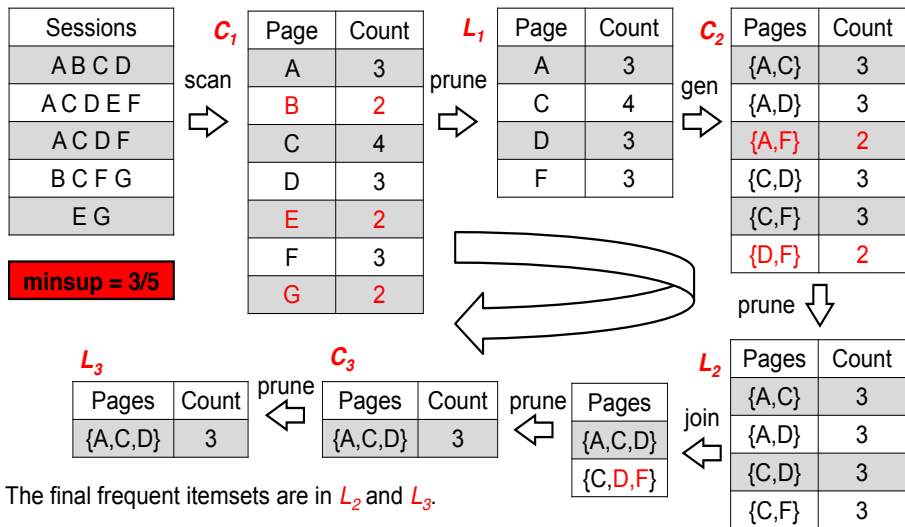 Sessions
A B C D
A C D E F
A C D F
B C F G
E G
minsup = 3/5
scan
C1
Page Count
A 3
B 2
C 4
D 3
E 2
F 3
G 2
prune
L1
Page Count
A 3
C 4
D 3
F 3
gen
C2
Pages Count
{A,C} 3
{A,D} 3
{A,F} 2
{C,D} 3
{C,F} 3
{D,F} 2
prune
L2
Pages Count
{A,C} 3
{A,D} 3
{C,D} 3
{C,F} 3
join
Pages
{A,C,D}
{C,D,F}
prune
C3
Pages Count
{A,C,D} 3
prune
L3
Pages Count
{A,C,D} 3
The final frequent itemsets are in L2 and L3.